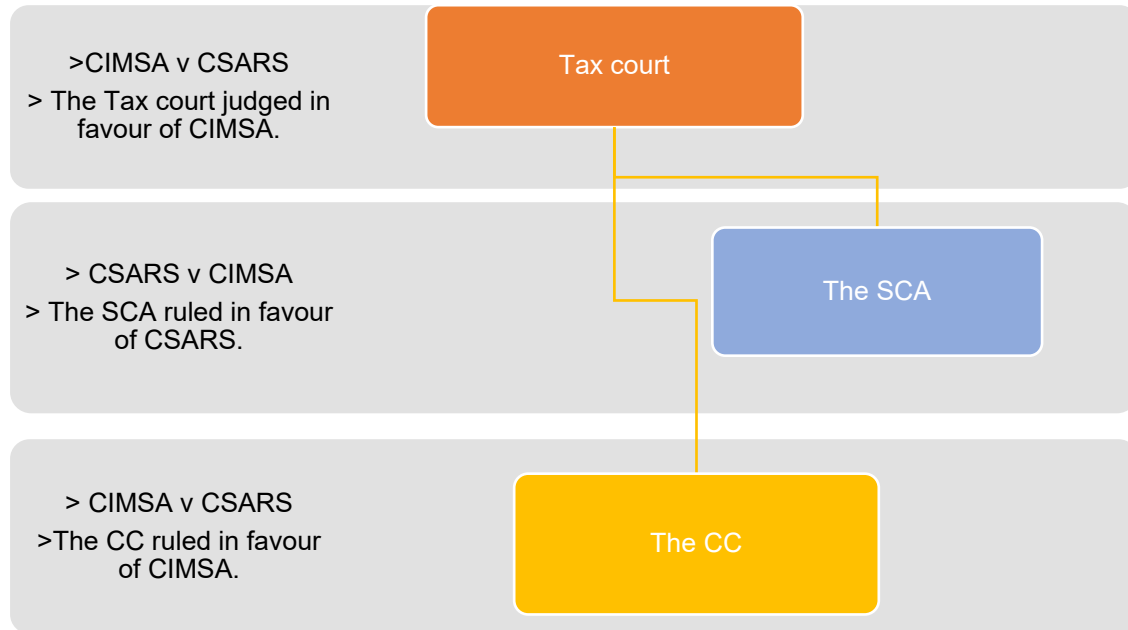 >CIMSA v CSARS
> The Tax court judged in
favour of CIMSA.
Tax court
> CSARS v CIMSA
> The SCA ruled in favour
of CSARS.
The SCA
> CIMSA v CSARS
>The CC ruled in favour
of CIMSA.
The CC